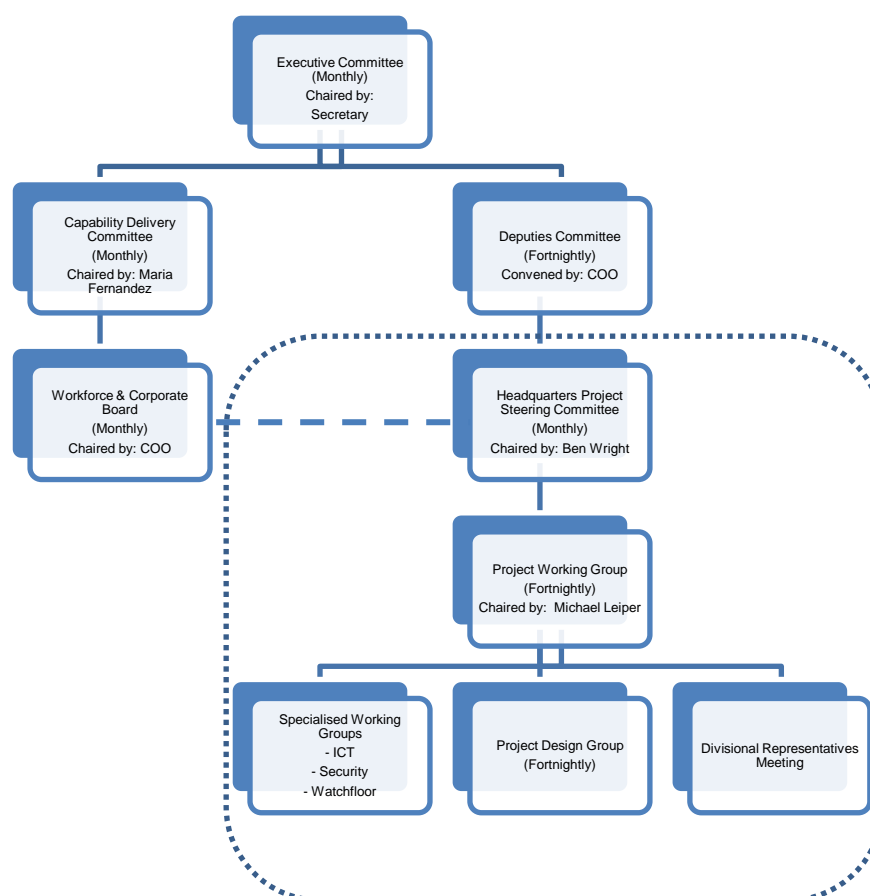 Executive Committee
(Monthly)
Chaired by:
Secretary
Capability Delivery
Committee
(Monthly)
Chaired by: Maria
Fernandez
Deputies Committee
(Fortnightly)
Convened by: COO
Workforce & Corporate
Board
(Monthly)
Chaired by: COO
Headquarters Project
Steering Committee
(Monthly)
Chaired by: Ben Wright
Project Working Group
(Fortnightly)
Chaired by:  Michael Leiper
Specialised Working
Groups
- ICT
- Security
- Watchfloor
Project Design Group
(Fortnightly)
Divisional Representatives
Meeting